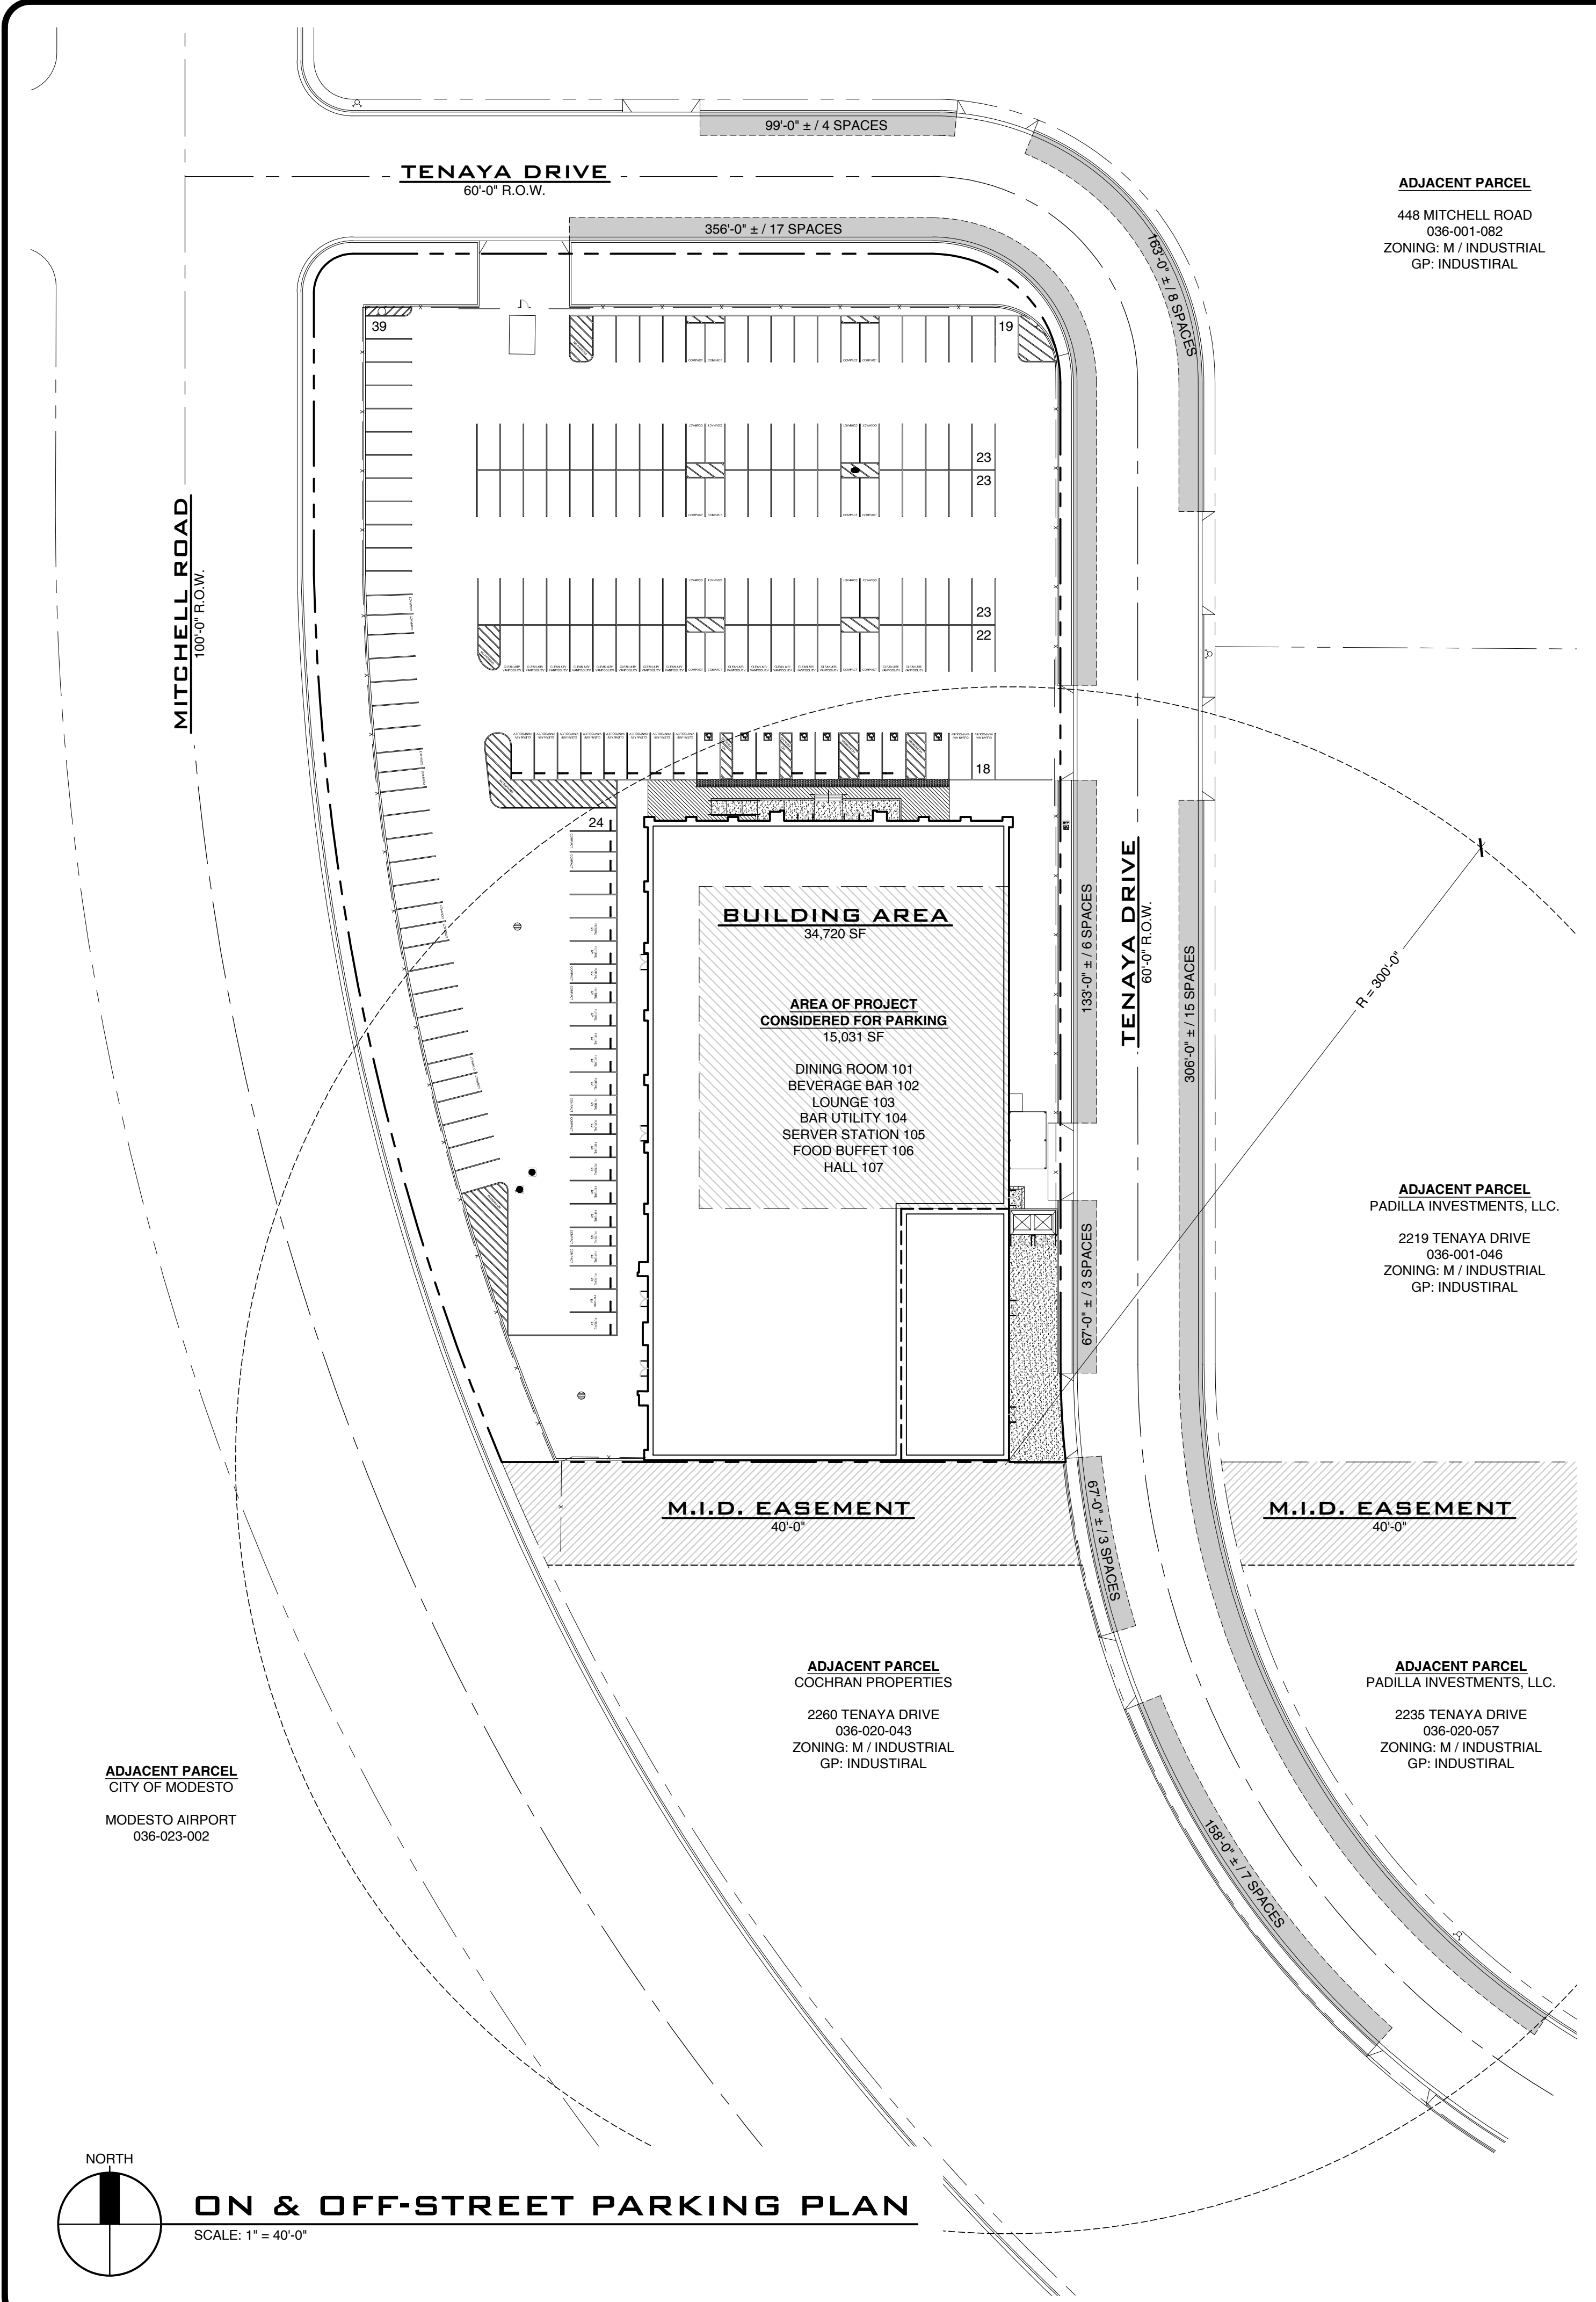 99'-0" ± / 4 SPACES
TENAYA DRIVE
60'-0" R.O.W.
356'-0" ± / 17 SPACES
163'-0" ± / 8 SPACES
ADJACENT PARCEL
448 MITCHELL ROAD
036-001-082
ZONING: M / INDUSTRIAL
GP: INDUSTIRAL
39
19
MITCHELL ROAD
100'-0" R.O.W.
23
23
23
22
18
24
BUILDING AREA
34,720 SF
AREA OF PROJECT
CONSIDERED FOR PARKING
15,031 SF
DINING ROOM 101
BEVERAGE BAR 102
LOUNGE 103
BAR UTILITY 104
SERVER STATION 105
FOOD BUFFET 106
HALL 107
133'-0" ± / 6 SPACES
TENAYA DRIVE
60'-0" R.O.W.
306'-0" ± / 15 SPACES
R = 300'-0"
67'-0" ± / 3 SPACES
ADJACENT PARCEL
PADILLA INVESTMENTS, LLC.
2219 TENAYA DRIVE
036-001-046
ZONING: M / INDUSTRIAL
GP: INDUSTIRAL
M.I.D. EASEMENT
40'-0"
67'-0" ± / 3 SPACES
M.I.D. EASEMENT
40'-0"
ADJACENT PARCEL
COCHRAN PROPERTIES
2260 TENAYA DRIVE
036-020-043
ZONING: M / INDUSTRIAL
GP: INDUSTIRAL
ADJACENT PARCEL
PADILLA INVESTMENTS, LLC.
2235 TENAYA DRIVE
036-020-057
ZONING: M / INDUSTRIAL
GP: INDUSTIRAL
ADJACENT PARCEL
CITY OF MODESTO
MODESTO AIRPORT
036-023-002
158'-0" ± / 7 SPACES
NORTH
ON & OFF-STREET PARKING PLAN
SCALE: 1" = 40'-0"